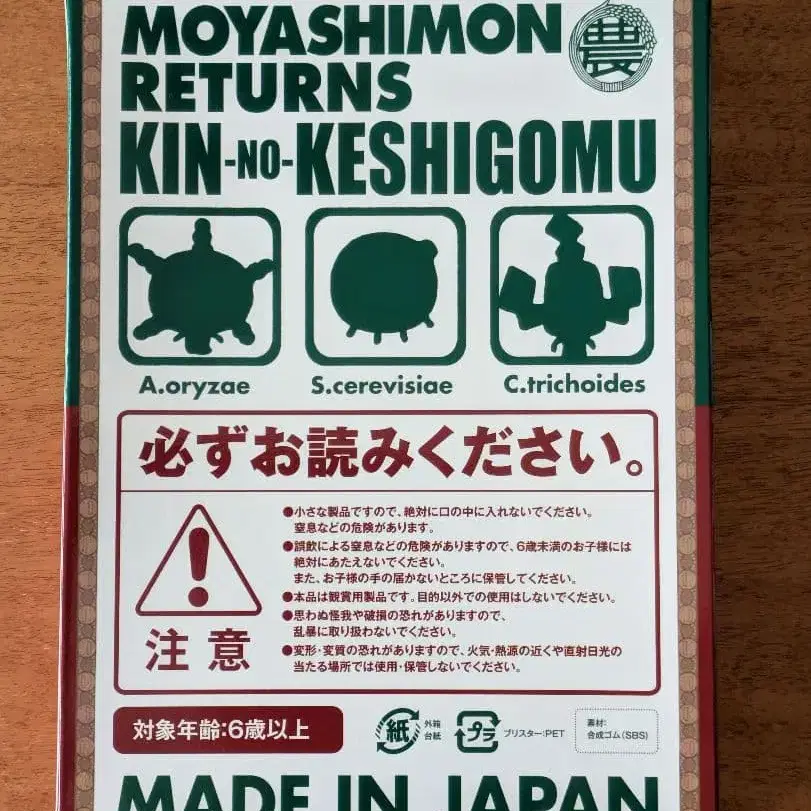 MOYASHIMON
農
RETURNS
KIN-NO-KESHIGOMU
A.oryzae
S.cerevisiae
C.trichoides
必ずお読みください。
注意
●小さな製品ですので、絶対に口の中に入れないでください。
窒息などの危険があります。
●誤飲による窒息などの危険がありますので、6歳未満のお子様には
絶対にあたえないでください。
また、お子様の手の届かないところに保管してください。
●本品は観賞用製品です。目的以外での使用はしないでください。
●思わぬ怪我や破損の恐れがありますので、
乱暴に取り扱わないでください。
●変形・変質の恐れがありますので、火気・熱源の近くや直射日光の
当たる場所では使用・保管しないでください。
対象年齢:6歳以上
紙
外箱
台紙
プラ
ブリスター:PET
素材:
合成ゴム(SBS)
MADE IN JAPAN